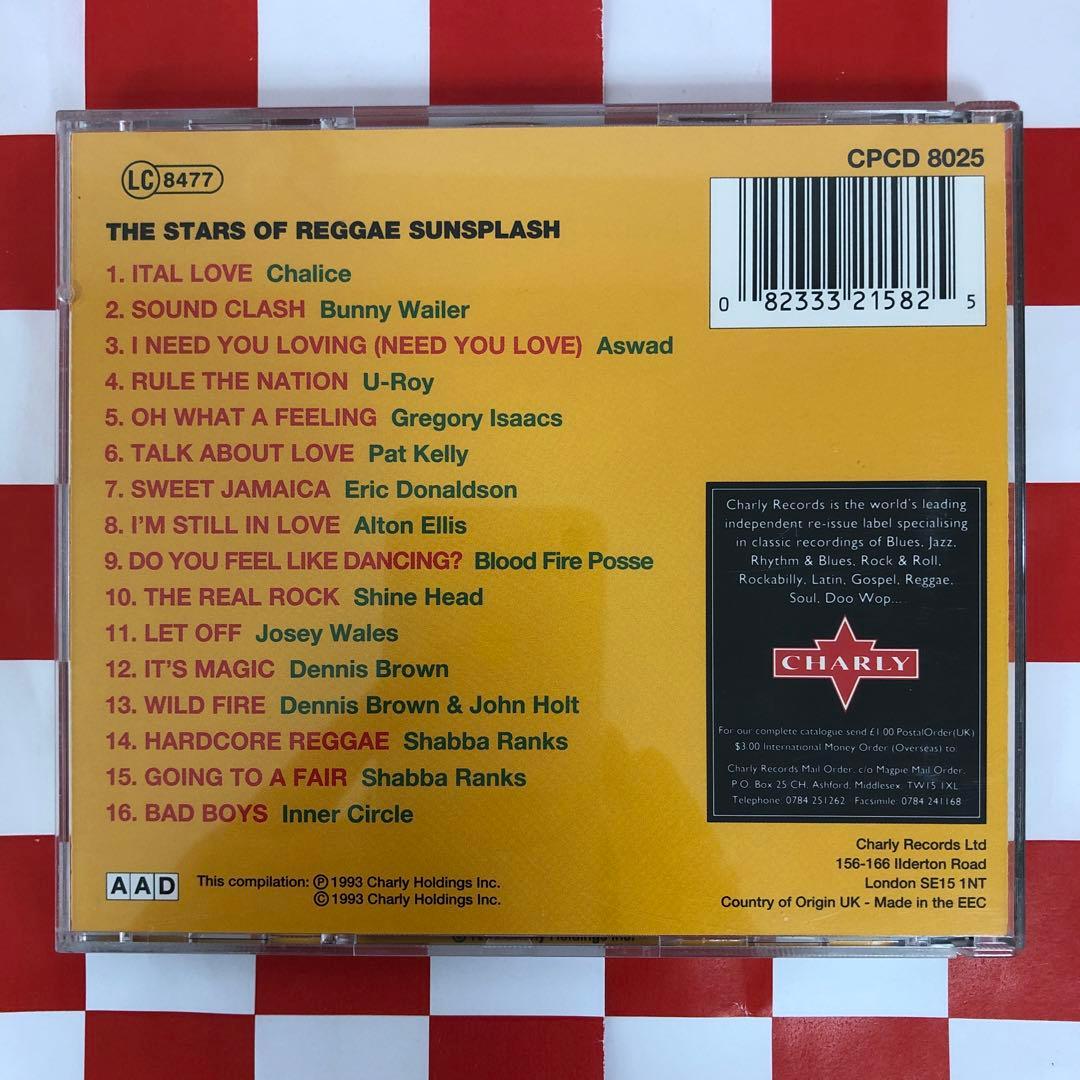 LC 8477
CPCD 8025
0 82333 21582 5
THE STARS OF REGGAE SUNSPLASH
1. ITAL LOVE Chalice
2. SOUND CLASH Bunny Wailer
3. I NEED YOU LOVING (NEED YOU LOVE) Aswad
4. RULE THE NATION U-Roy
5. OH WHAT A FEELING Gregory Isaacs
6. TALK ABOUT LOVE Pat Kelly
7. SWEET JAMAICA Eric Donaldson
8. I'M STILL IN LOVE Alton Ellis
9. DO YOU FEEL LIKE DANCING? Blood Fire Posse
10. THE REAL ROCK Shine Head
11. LET OFF Josey Wales
12. IT'S MAGIC Dennis Brown
13. WILD FIRE Dennis Brown & John Holt
14. HARDCORE REGGAE Shabba Ranks
15. GOING TO A FAIR Shabba Ranks
16. BAD BOYS Inner Circle
Charly Records is the world's leading
independent re-issue label specialising
in classic recordings of Blues, Jazz,
Rhythm & Blues, Rock & Roll,
Rockabilly, Latin, Gospel, Reggae,
Soul, Doo Wop...
CHARLY
For our complete catalogue send £1.00 PostalOrder(UK)
$3.00 International Money Order (Overseas) to:
Charly Records Mail Order, c/o Magpie Mail Order,
P.O. Box 25 CH, Ashford, Middlesex, TW15 1XL
Telephone: 0784 251262 Facsimile: 0784 241168
AAD
This compilation: ℗ 1993 Charly Holdings Inc.
© 1993 Charly Holdings Inc.
Charly Records Ltd
156-166 Ilderton Road
London SE15 1NT
Country of Origin UK - Made in the EEC